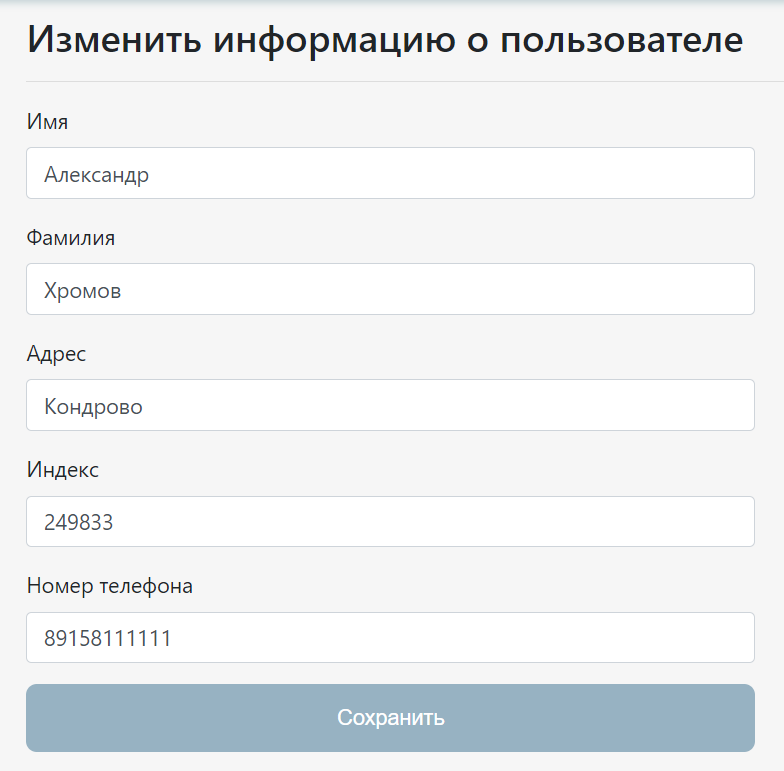 Изменить информацию о пользователе
Имя
Александр
Фамилия
Хромов
Адрес
Кондрово
Индекс
249833
Номер телефона
89158111111
Сохранить